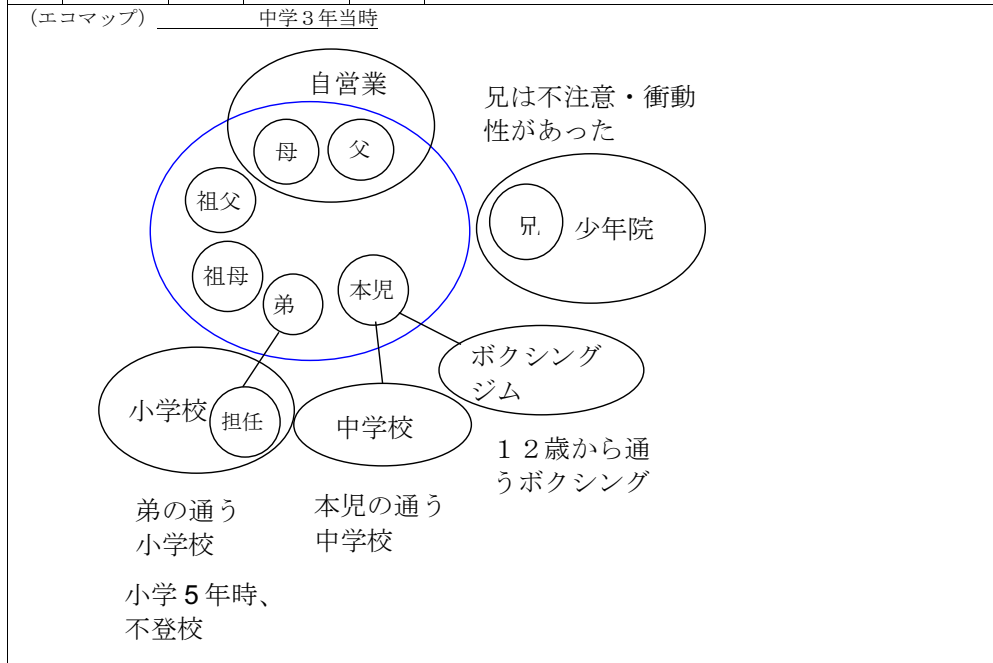 （エコマップ） 中学３年当時
自営業
母
父
兄は不注意・衝動
性があった
祖父
兄
少年院
祖母
弟
本児
ボクシング
ジム
小学校
担任
中学校
１２歳から通
うボクシング
弟の通う
小学校
本児の通う
中学校
小学 5 年時、
不登校